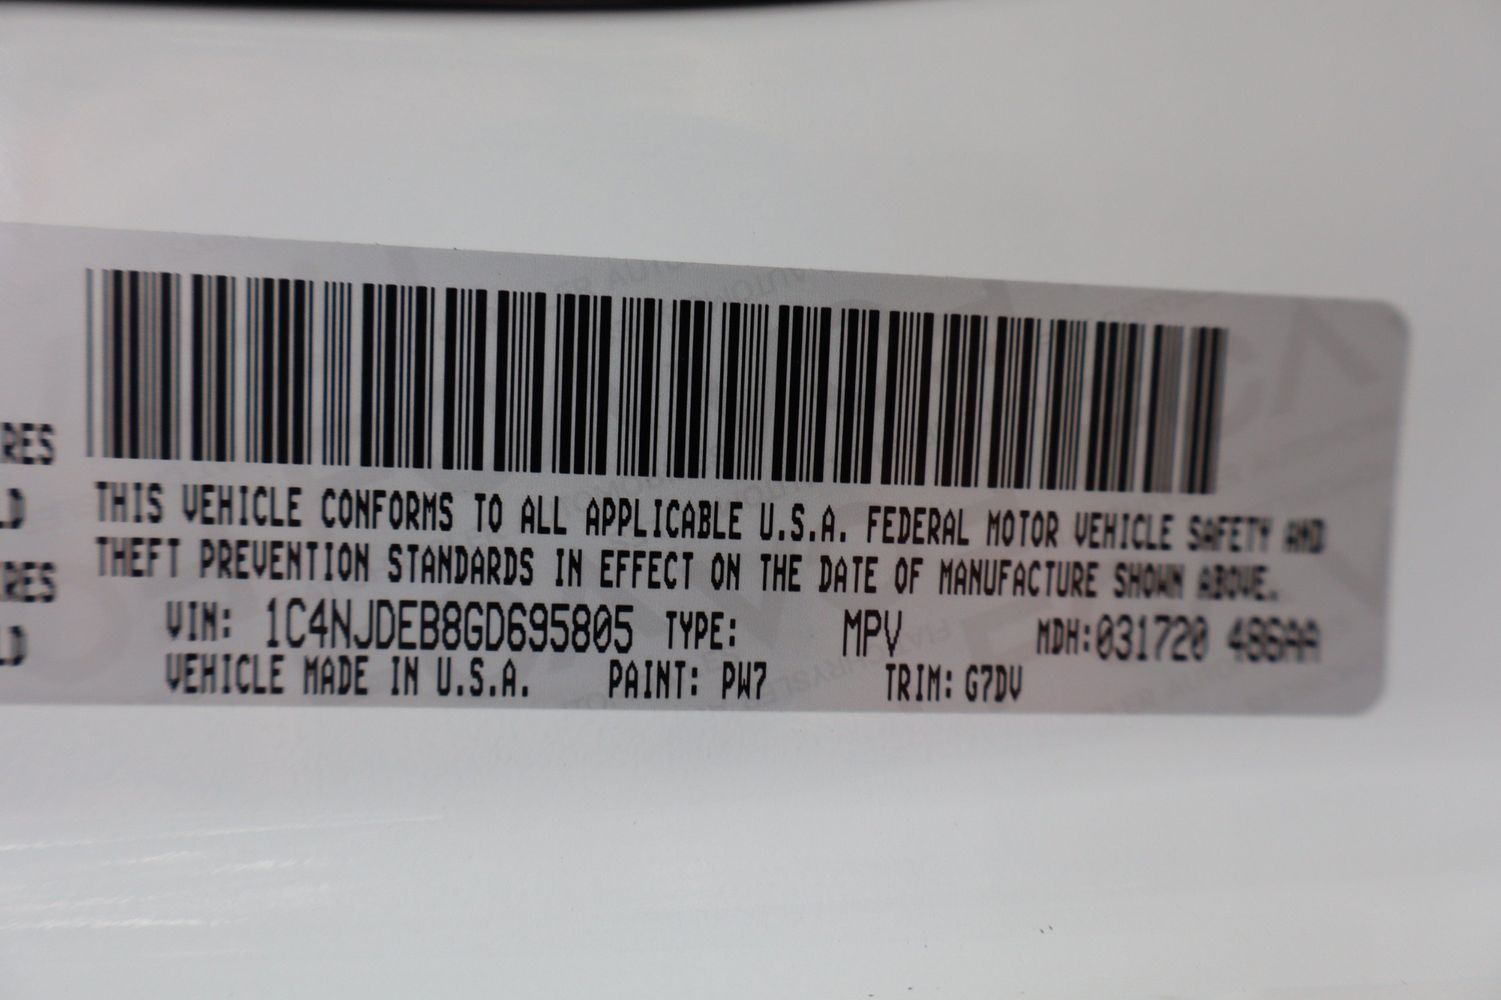 RES
LD
RES
LD
THIS VEHICLE CONFORMS TO ALL APPLICABLE U.S.A. FEDERAL MOTOR VEHICLE SAFETY AND
THEFT PREVENTION STANDARDS IN EFFECT ON THE DATE OF MANUFACTURE SHOWN ABOVE.
VIN: 1C4NJDEB8GD695805 TYPE: MPV MDH:031720 486AA
VEHICLE MADE IN U.S.A. PAINT: PW7 TRIM: G7DV